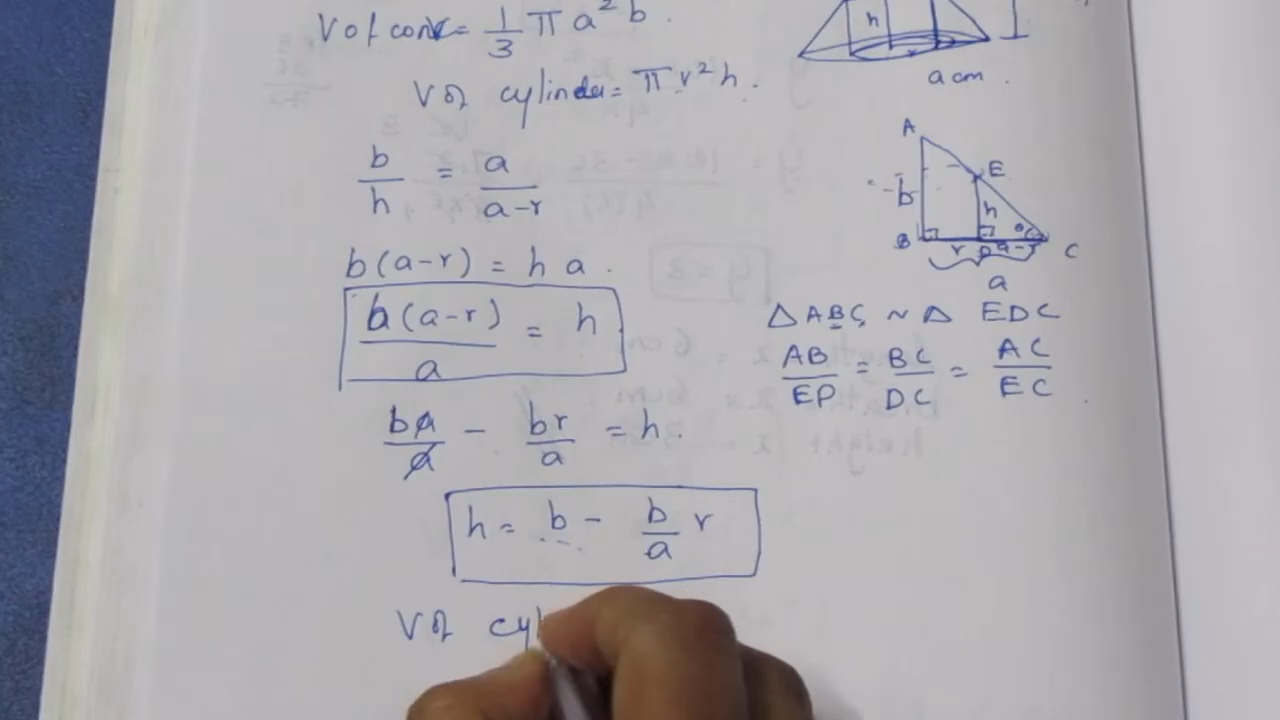 V of cone = 1/3 π a² b .
h
a cm .
V of cylinder = π r² h .
A
b/h = a/a-r
E
b
h
B
r
D
a-r
C
θ
b(a-r) = h a .
a
b(a-r)/a = h
△ ABC ~ △ EDC
AB/ED = BC/DC = AC/EC
ba/a - br/a = h .
h = b - b/a r
V of cyl